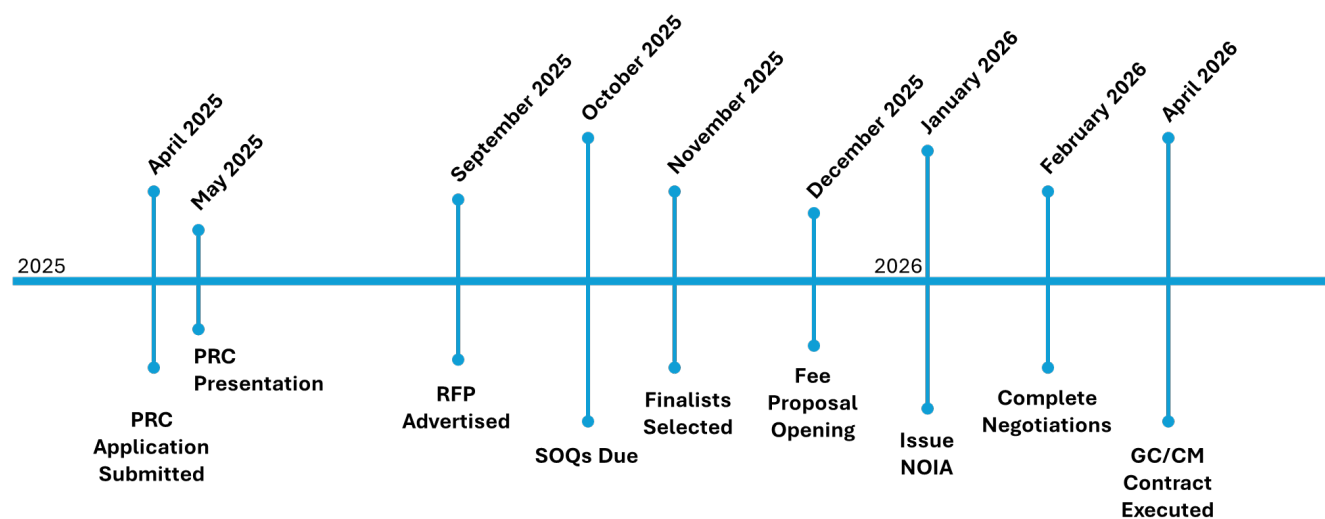 April 2025
May 2025
September 2025
October 2025
November 2025
December 2025
January 2026
February 2026
April 2026
2025
2026
PRC
Application
Submitted
PRC
Presentation
RFP
Advertised
SOQs Due
Finalists
Selected
Fee
Proposal
Opening
Issue
NOIA
Complete
Negotiations
GC/CM
Contract
Executed